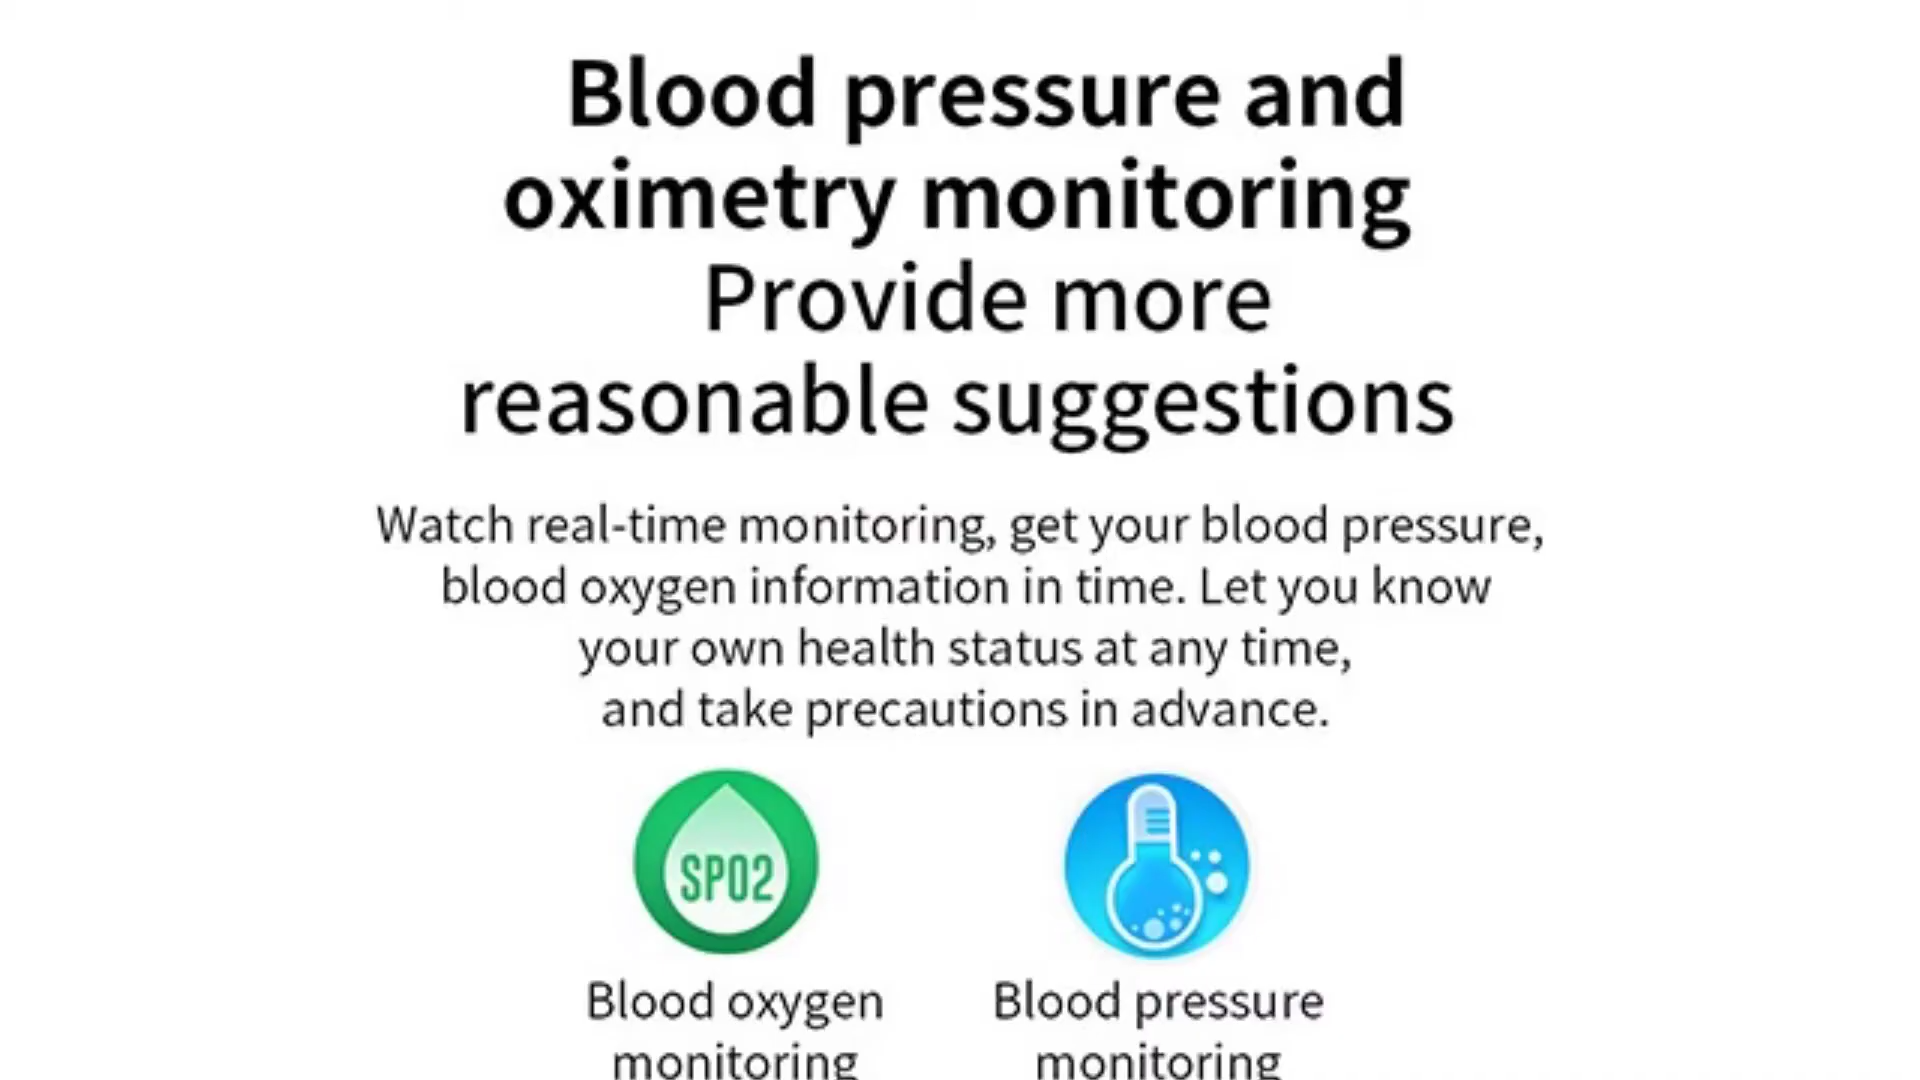 Blood pressure and
oximetry monitoring
Provide more
reasonable suggestions
Watch real-time monitoring, get your blood pressure,
blood oxygen information in time. Let you know
your own health status at any time,
and take precautions in advance.
SPO2
Blood oxygen
monitoring
Blood pressure
monitoring